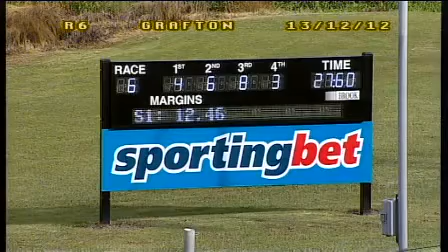 R6 GRAFTON 13/12/12
RACE 1ST 2ND 3RD 4TH TIME
6 4 6 8 3 27.60
MARGINS
S1: 12.46
sportingbet